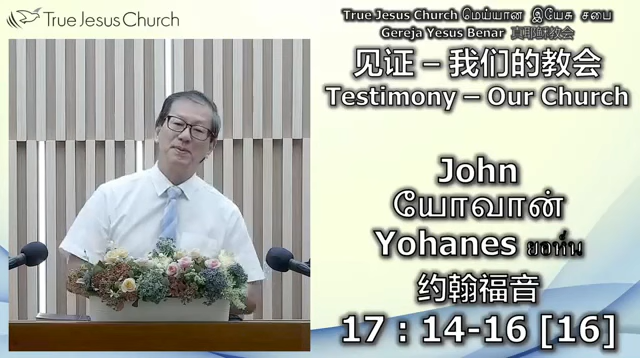 True Jesus Church
True Jesus Church மெய்யான இயேசு சபை
Gereja Yesus Benar 真耶穌教会
见证 – 我们的教会
Testimony – Our Church
John
யோவான்
Yohanes ยอห์น
约翰福音
17 : 14-16 [16]